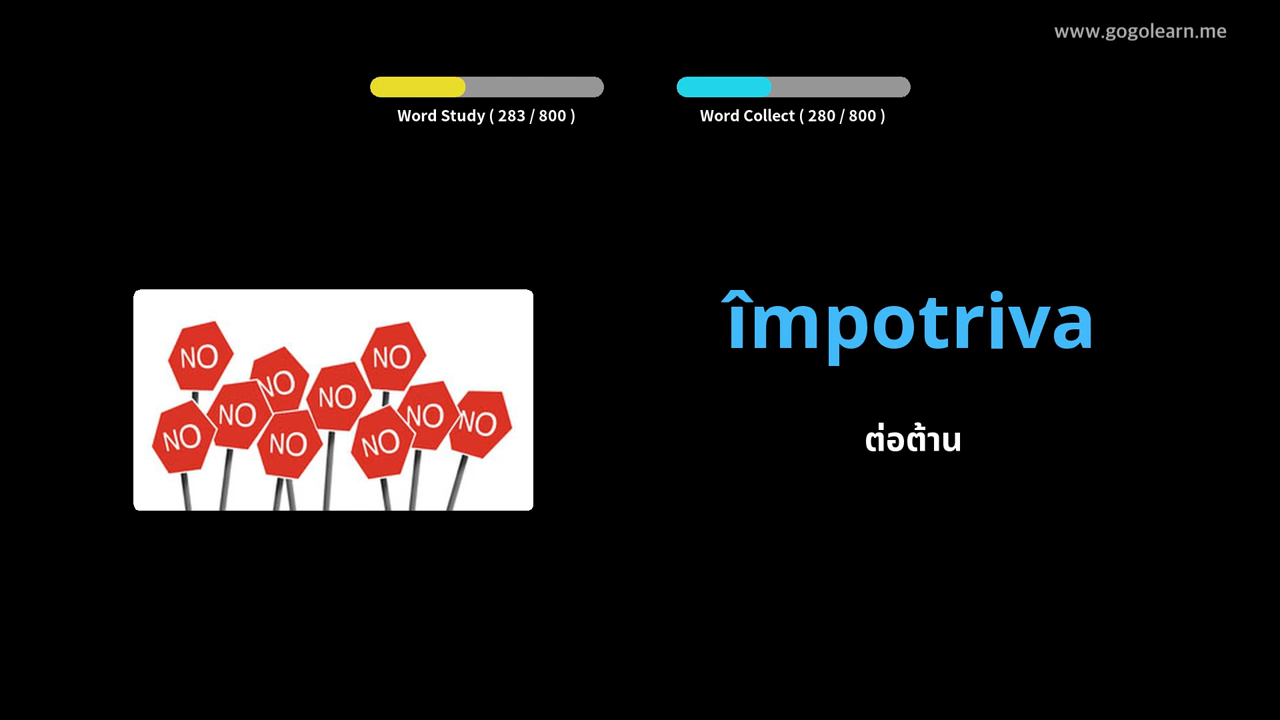 www.gogolearn.me
Word Study ( 283 / 800 )
Word Collect ( 280 / 800 )
împotriva
ต่อต้าน
NO
NO
NO
NO
NO
NO
NO
NO
NO
NO